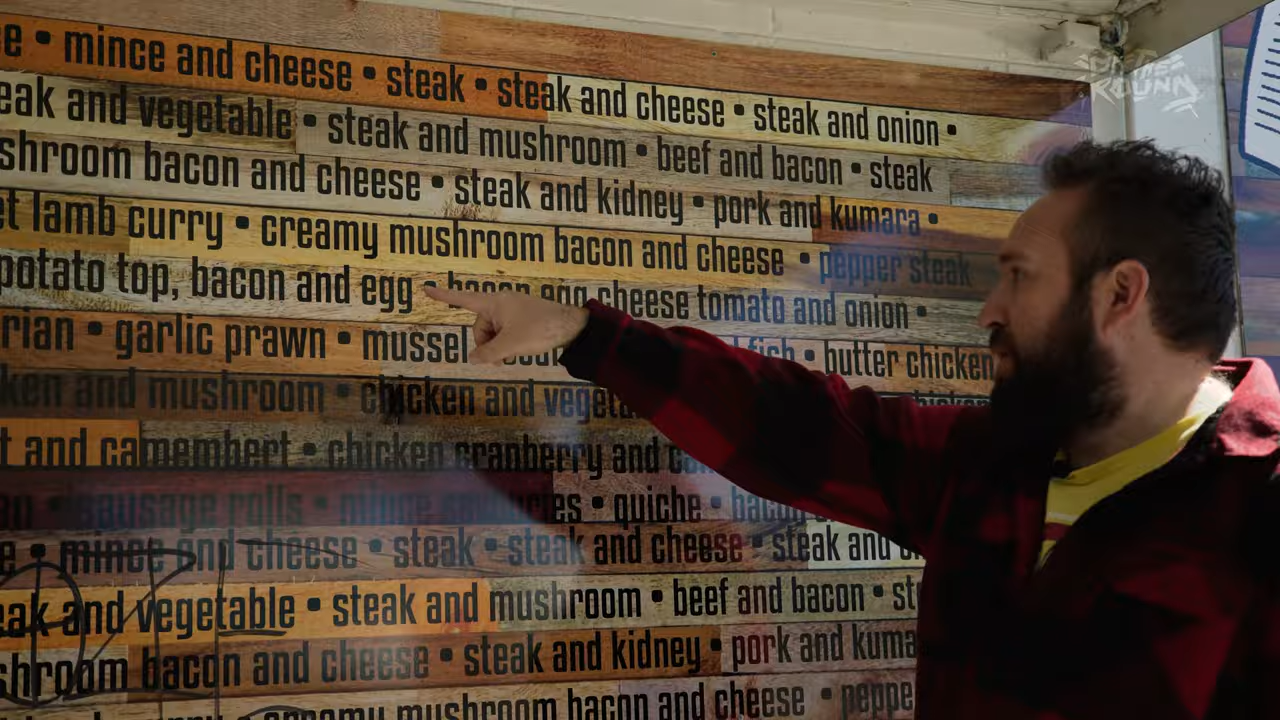 e • mince and cheese • steak • steak and cheese • steak and onion •
eak and vegetable • steak and mushroom • beef and bacon • steak
shroom bacon and cheese • steak and kidney • pork and kumara •
et lamb curry • creamy mushroom bacon and cheese • pepper steak
potato top, bacon and egg • bacon egg cheese tomato and onion •
rian • garlic prawn • mussel fish • butter chicken
ken and mushroom • chicken and chicken
t and camembert • chicken cranberry and
an • sausage rolls • mince • quiche •
e • mince and cheese • steak • steak and cheese • steak and
eak and vegetable • steak and mushroom • beef and bacon • st
shroom bacon and cheese • steak and kidney • pork and kuma
creamy mushroom bacon and cheese • peppe